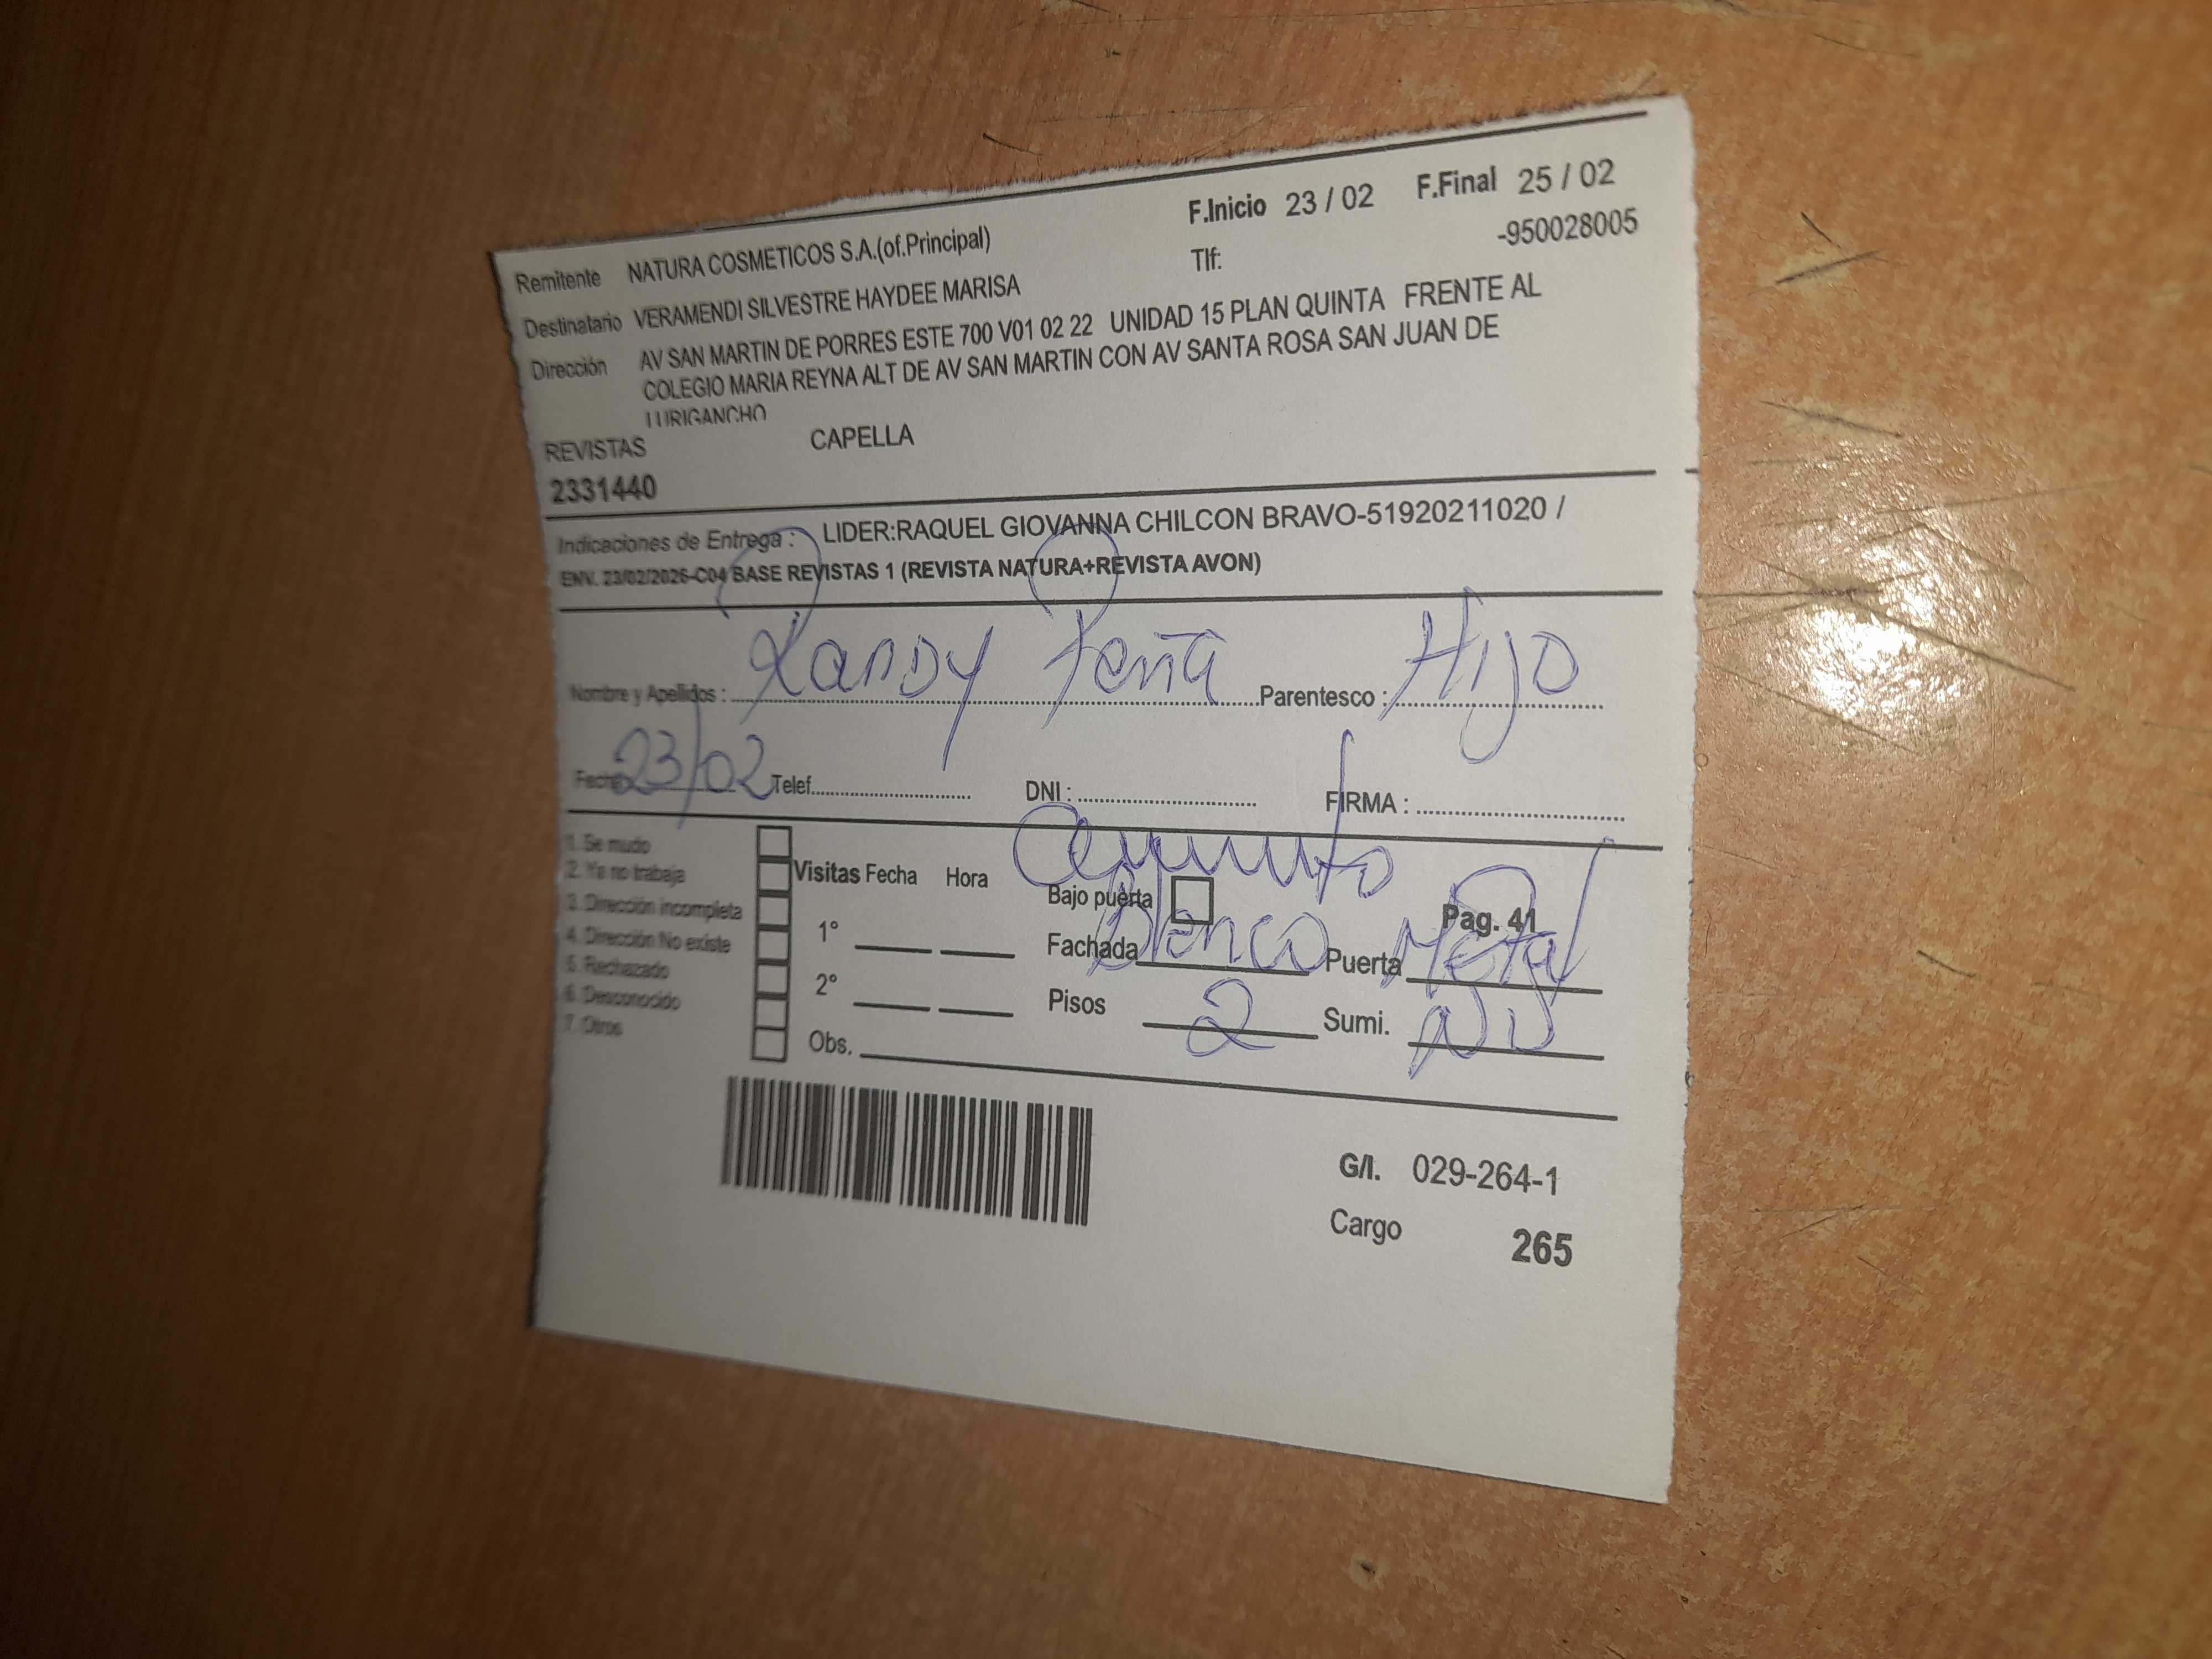 F.Inicio 23 / 02 F.Final 25 / 02
Remitente NATURA COSMETICOS S.A.(of.Principal) Tlf: -950028005
Destinatario VERAMENDI SILVESTRE HAYDEE MARISA
Dirección AV SAN MARTIN DE PORRES ESTE 700 V01 02 22 UNIDAD 15 PLAN QUINTA FRENTE AL
COLEGIO MARIA REYNA ALT DE AV SAN MARTIN CON AV SANTA ROSA SAN JUAN DE
LURIGANCHO
REVISTAS CAPELLA
2331440
Indicaciones de Entrega : LIDER:RAQUEL GIOVANNA CHILCON BRAVO-51920211020 /
ENV. 23/02/2026-C04 BASE REVISTAS 1 (REVISTA NATURA+REVISTA AVON)
Nombre y Apellidos : Randy Peña Parentesco : Hijo
Fecha 23/02 Telef. DNI : FIRMA :
1. Se mudo
2. Ya no trabaja
3. Dirección incompleta
4. Dirección No existe
5. Rechazado
6. Desconocido
7. Otros
Visitas Fecha Hora
1°
2°
Obs.
Bajo puerta Pag. 41
Fachada Blanco Puerta Metal
Pisos 2 Sumi.
G/I. 029-264-1
Cargo 265